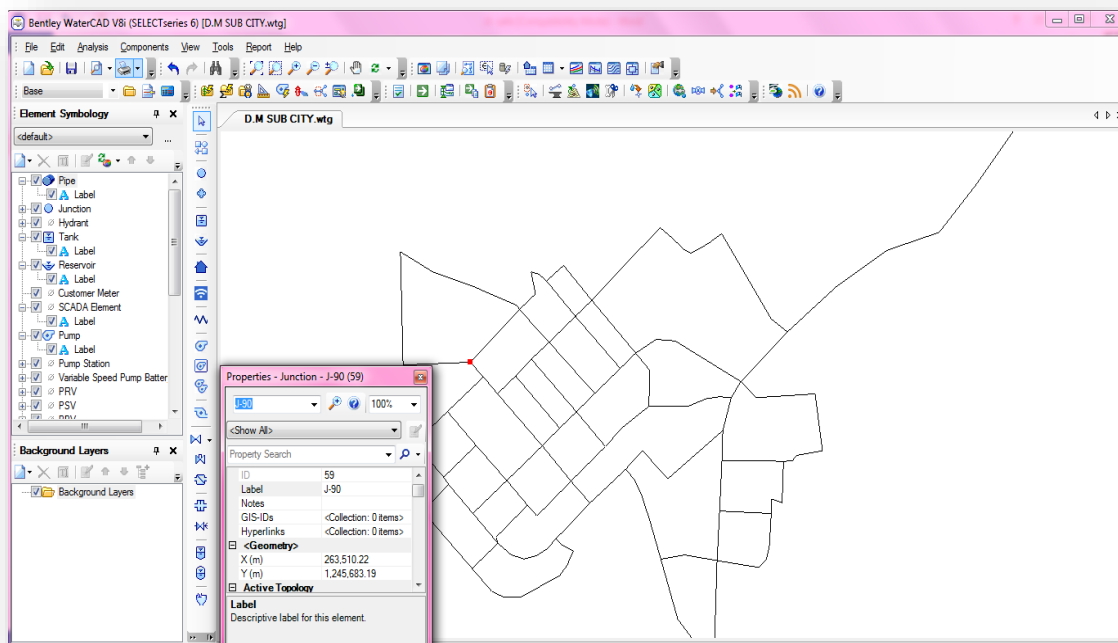 Bentley WaterCAD V8i (SELECTseries 6) [D.M SUB CITY.wtg]
File Edit Analysis Components View Tools Report Help
Base
Element Symbology
<default>
...
Pipe
Label
Junction
Hydrant
Tank
Label
Reservoir
Label
Customer Meter
SCADA Element
Label
Pump
Label
Pump Station
Variable Speed Pump Batter
PRV
PSV
Background Layers
Background Layers
D.M SUB CITY.wtg
Properties - Junction - J-90 (59)
J-90 100%
<Show All>
Property Search
ID 59
Label J-90
Notes
GIS-IDs <Collection: 0 items>
Hyperlinks <Collection: 0 items>
<Geometry>
X (m) 263,510.22
Y (m) 1,245,683.19
Active Topology
Label
Descriptive label for this element.